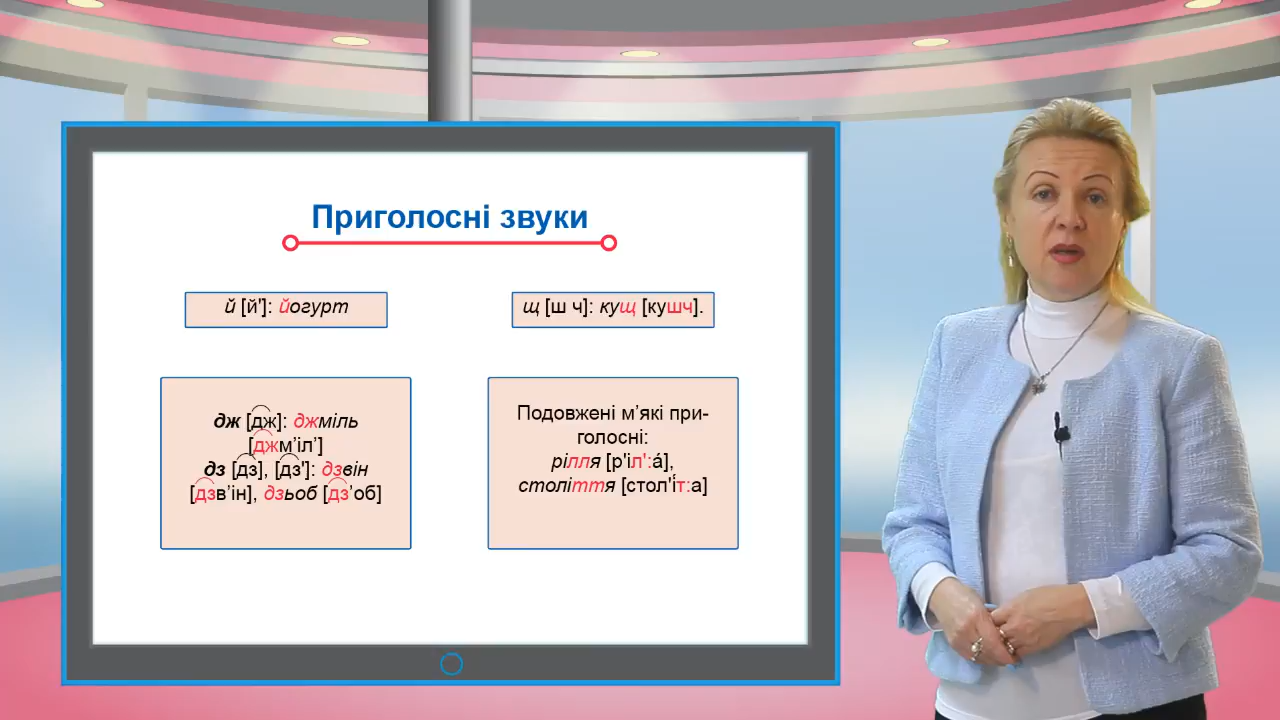 Приголосні звуки
й [й']: йогурт
щ [ш ч]: кущ [кушч].
дж [дж]: джміль
[джм’іл’]
дз [дз], [дз']: дзвін
[дзв’ін], дзьоб [дз’об]
Подовжені м’які при-
голосні:
рілля [р'іл':á],
століття [стол'í́т:а]